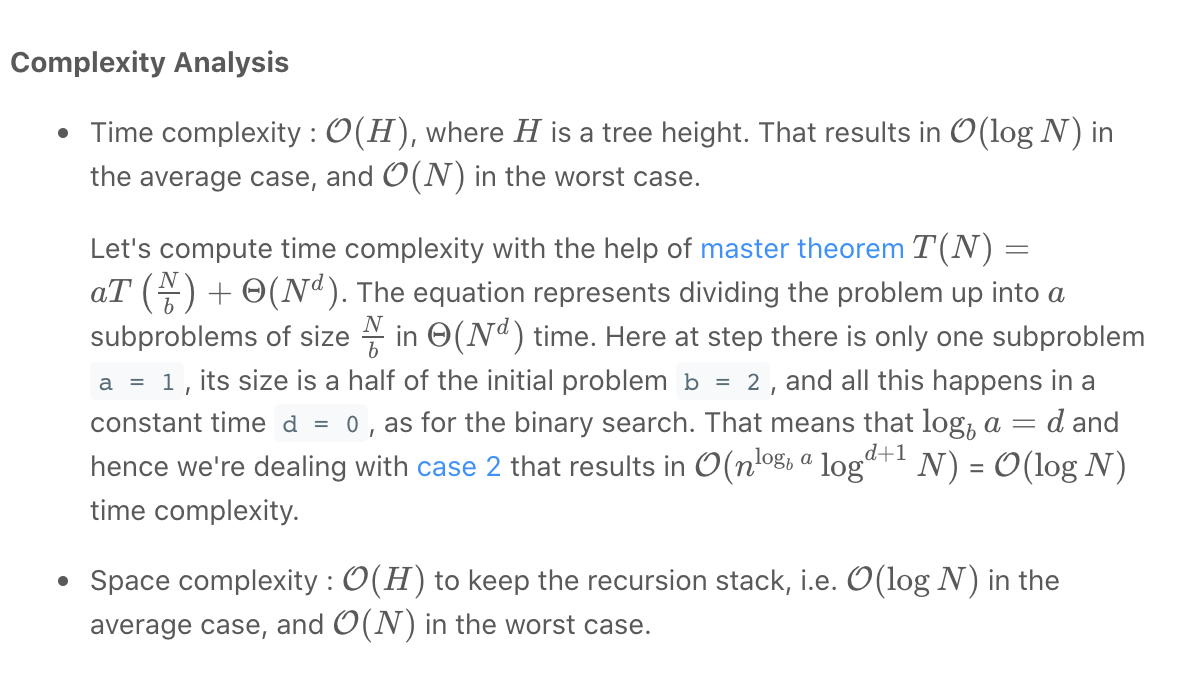 Complexity Analysis
• Time complexity : $\mathcal{O}(H)$, where $H$ is a tree height. That results in $\mathcal{O}(\log N)$ in
the average case, and $\mathcal{O}(N)$ in the worst case.
Let's compute time complexity with the help of master theorem $T(N) =$
$aT\left(\frac{N}{b}\right) + \Theta(N^d)$. The equation represents dividing the problem up into $a$
subproblems of size $\frac{N}{b}$ in $\Theta(N^d)$ time. Here at step there is only one subproblem
a = 1 , its size is a half of the initial problem b = 2 , and all this happens in a
constant time d = 0 , as for the binary search. That means that $\log_b a = d$ and
hence we're dealing with case 2 that results in $\mathcal{O}(n^{\log_b a} \log^{d+1} N)$ = $\mathcal{O}(\log N)$
time complexity.
• Space complexity : $\mathcal{O}(H)$ to keep the recursion stack, i.e. $\mathcal{O}(\log N)$ in the
average case, and $\mathcal{O}(N)$ in the worst case.